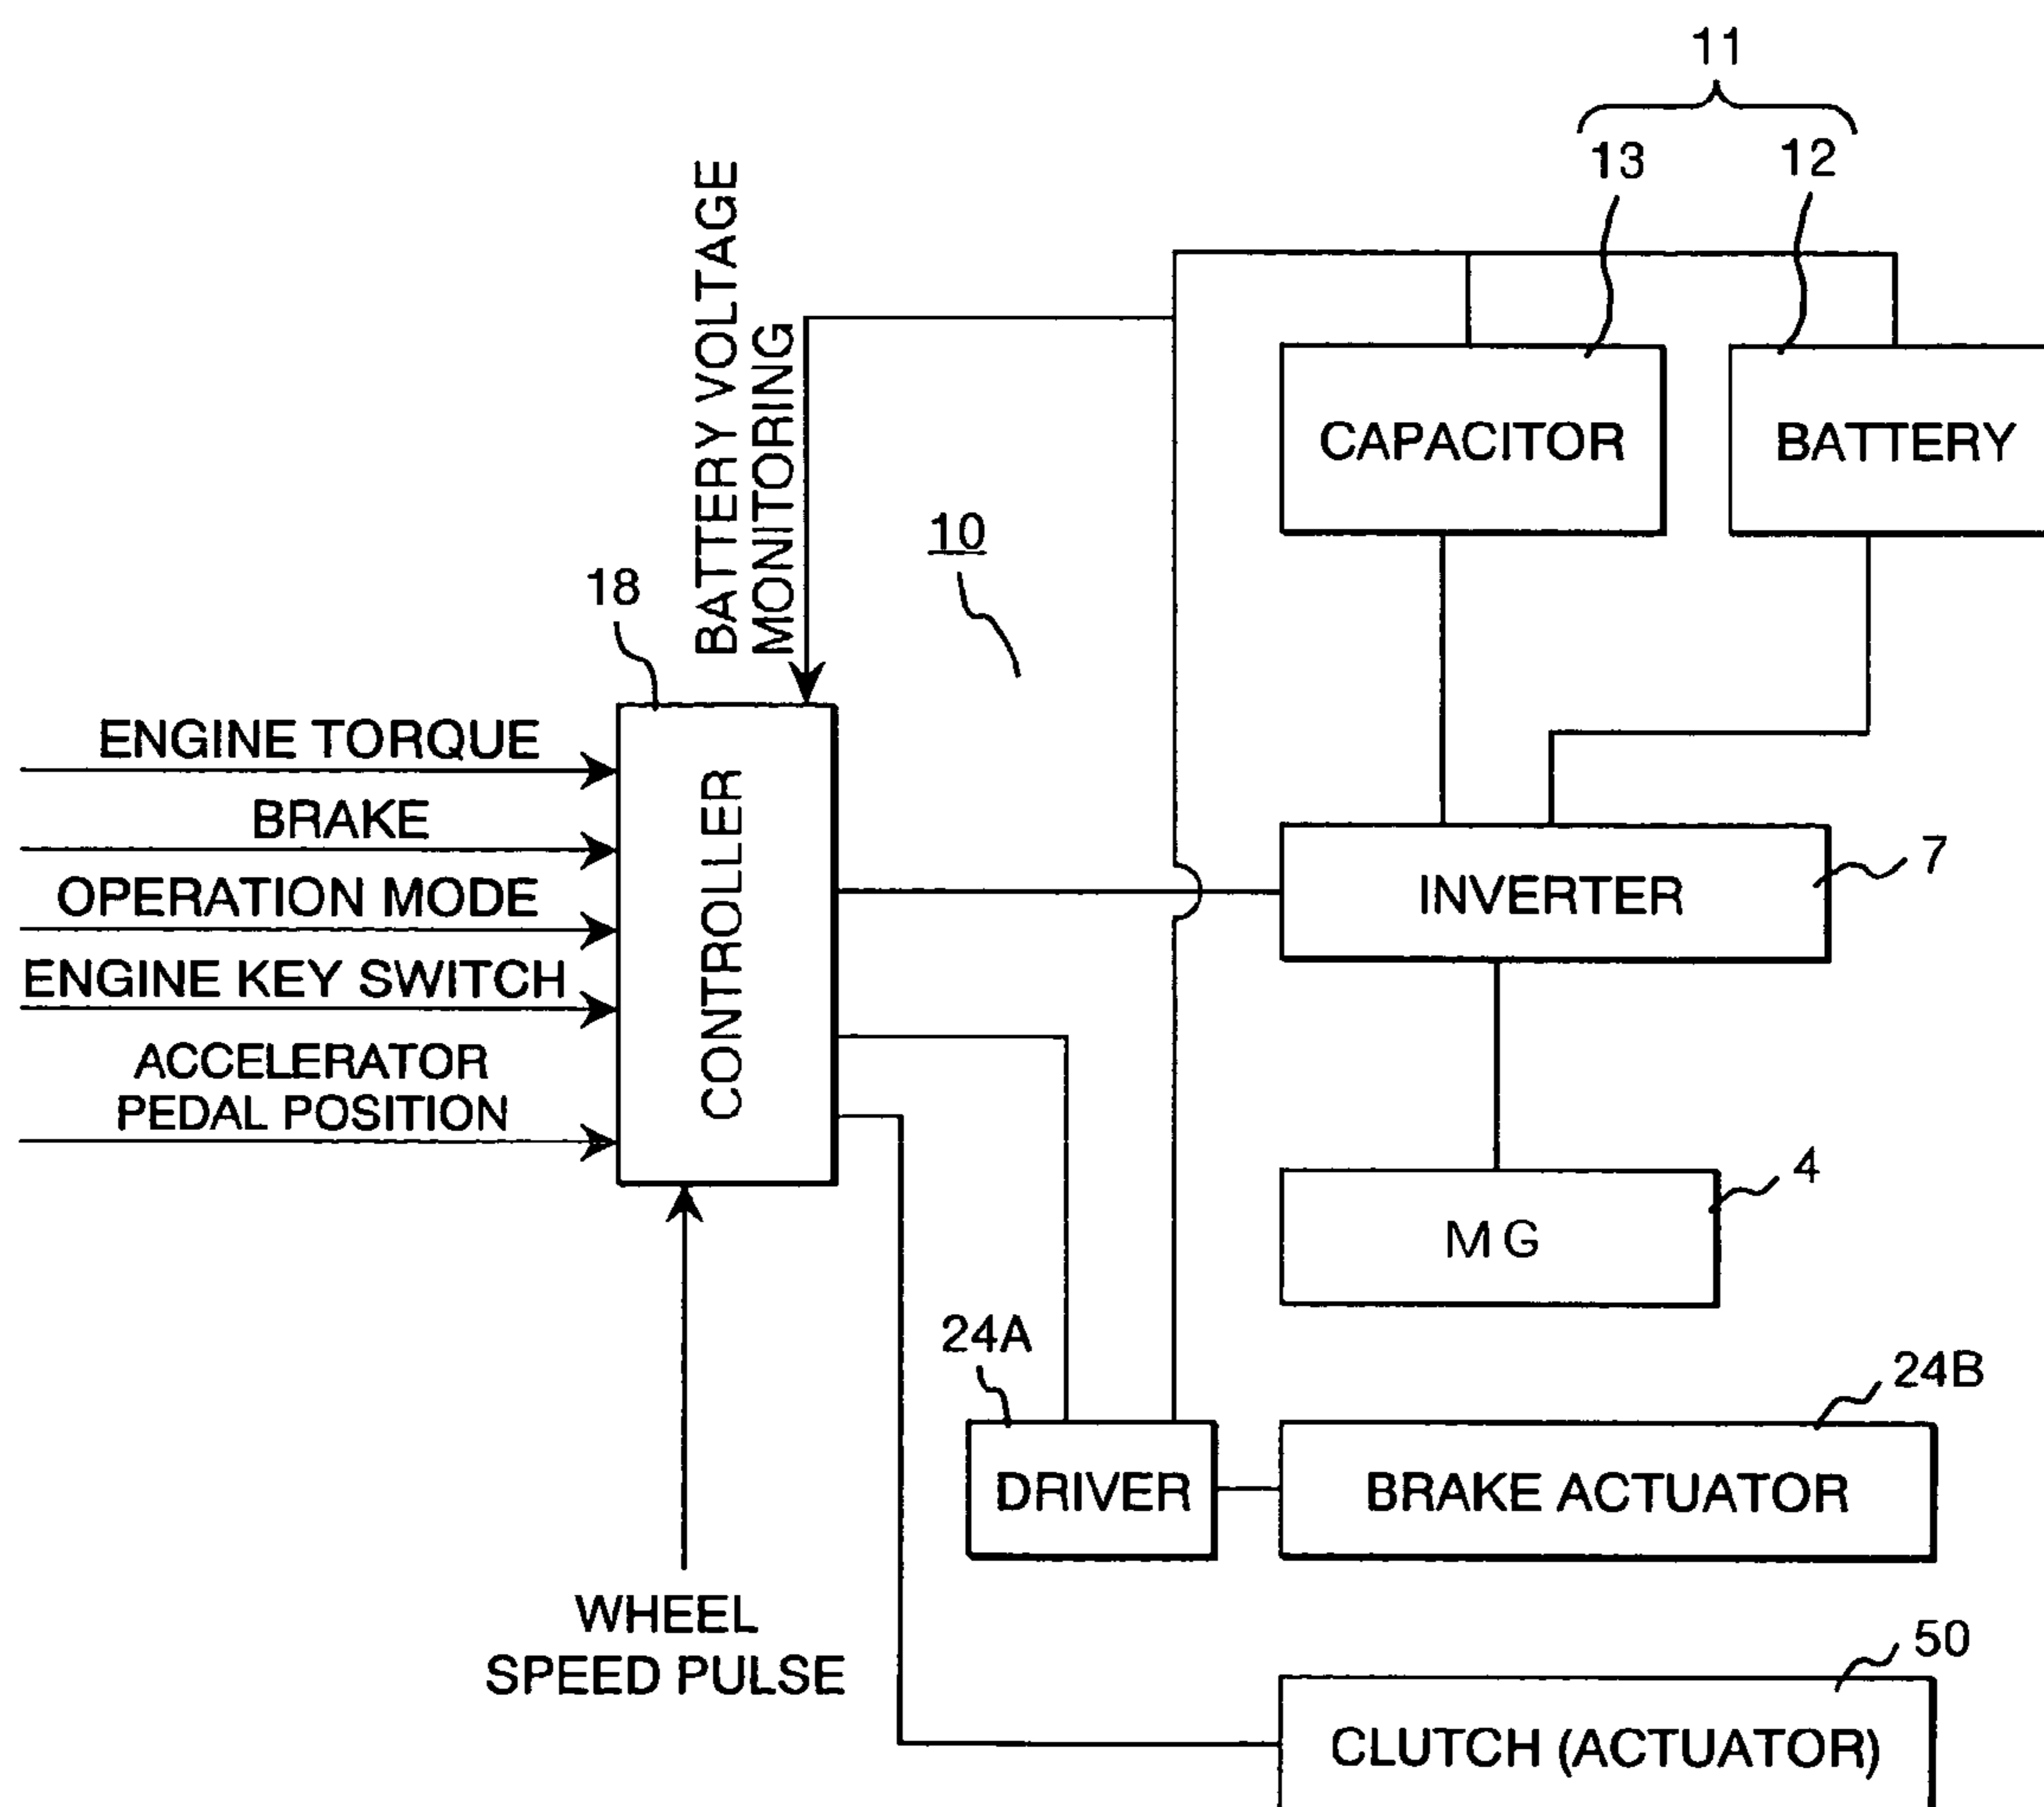 11
13
12
BATTERY VOLTAGE
MONITORING
CAPACITOR
BATTERY
10
18
ENGINE TORQUE
BRAKE
OPERATION MODE
ENGINE KEY SWITCH
ACCELERATOR
PEDAL POSITION
CONTROLLER
INVERTER
7
MG
4
24A
24B
DRIVER
BRAKE ACTUATOR
WHEEL
SPEED PULSE
50
CLUTCH (ACTUATOR)